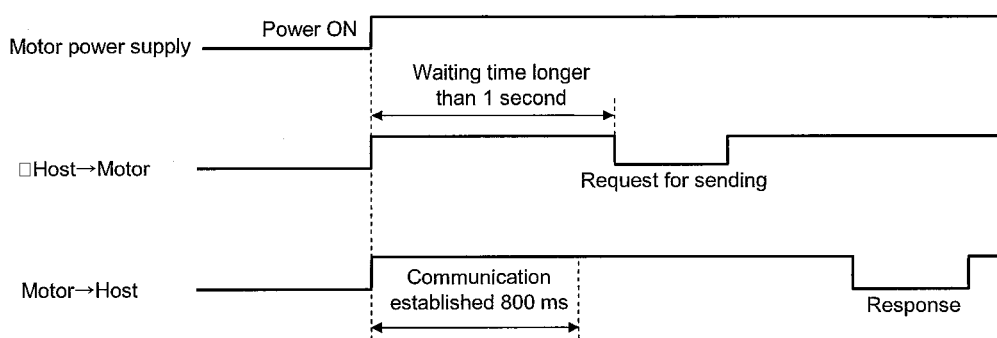 Power ON
Motor power supply
Waiting time longer
than 1 second
□Host→Motor
Request for sending
Motor→Host
Communication
established 800 ms
Response